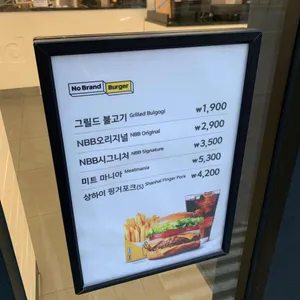 No Brand Burger
그릴드 불고기 Grilled Bulgogi ₩1,900
NBB오리지널 NBB Original ₩2,900
NBB시그니처 NBB Signature ₩3,500
미트 마니아 Meatmania ₩5,300
상하이 핑거포크(S) Shanhai Finger Pork ₩4,200